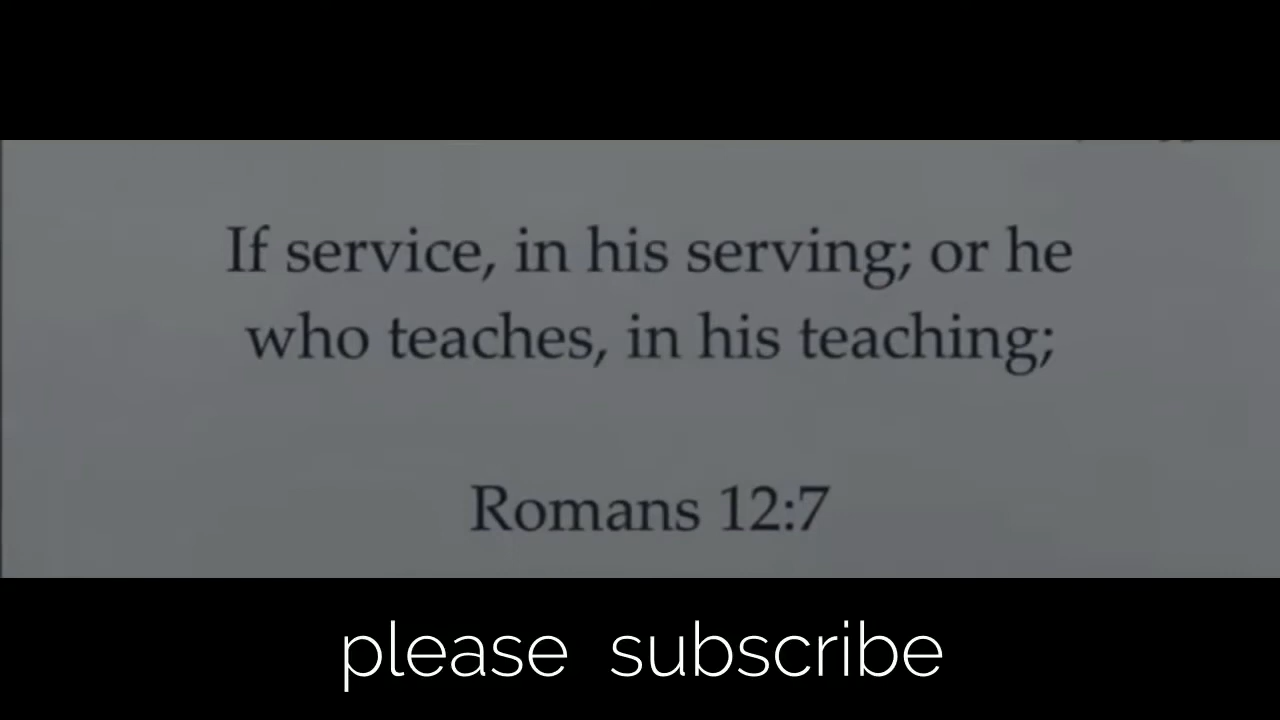 If service, in his serving; or he
who teaches, in his teaching;
Romans 12:7
please subscribe